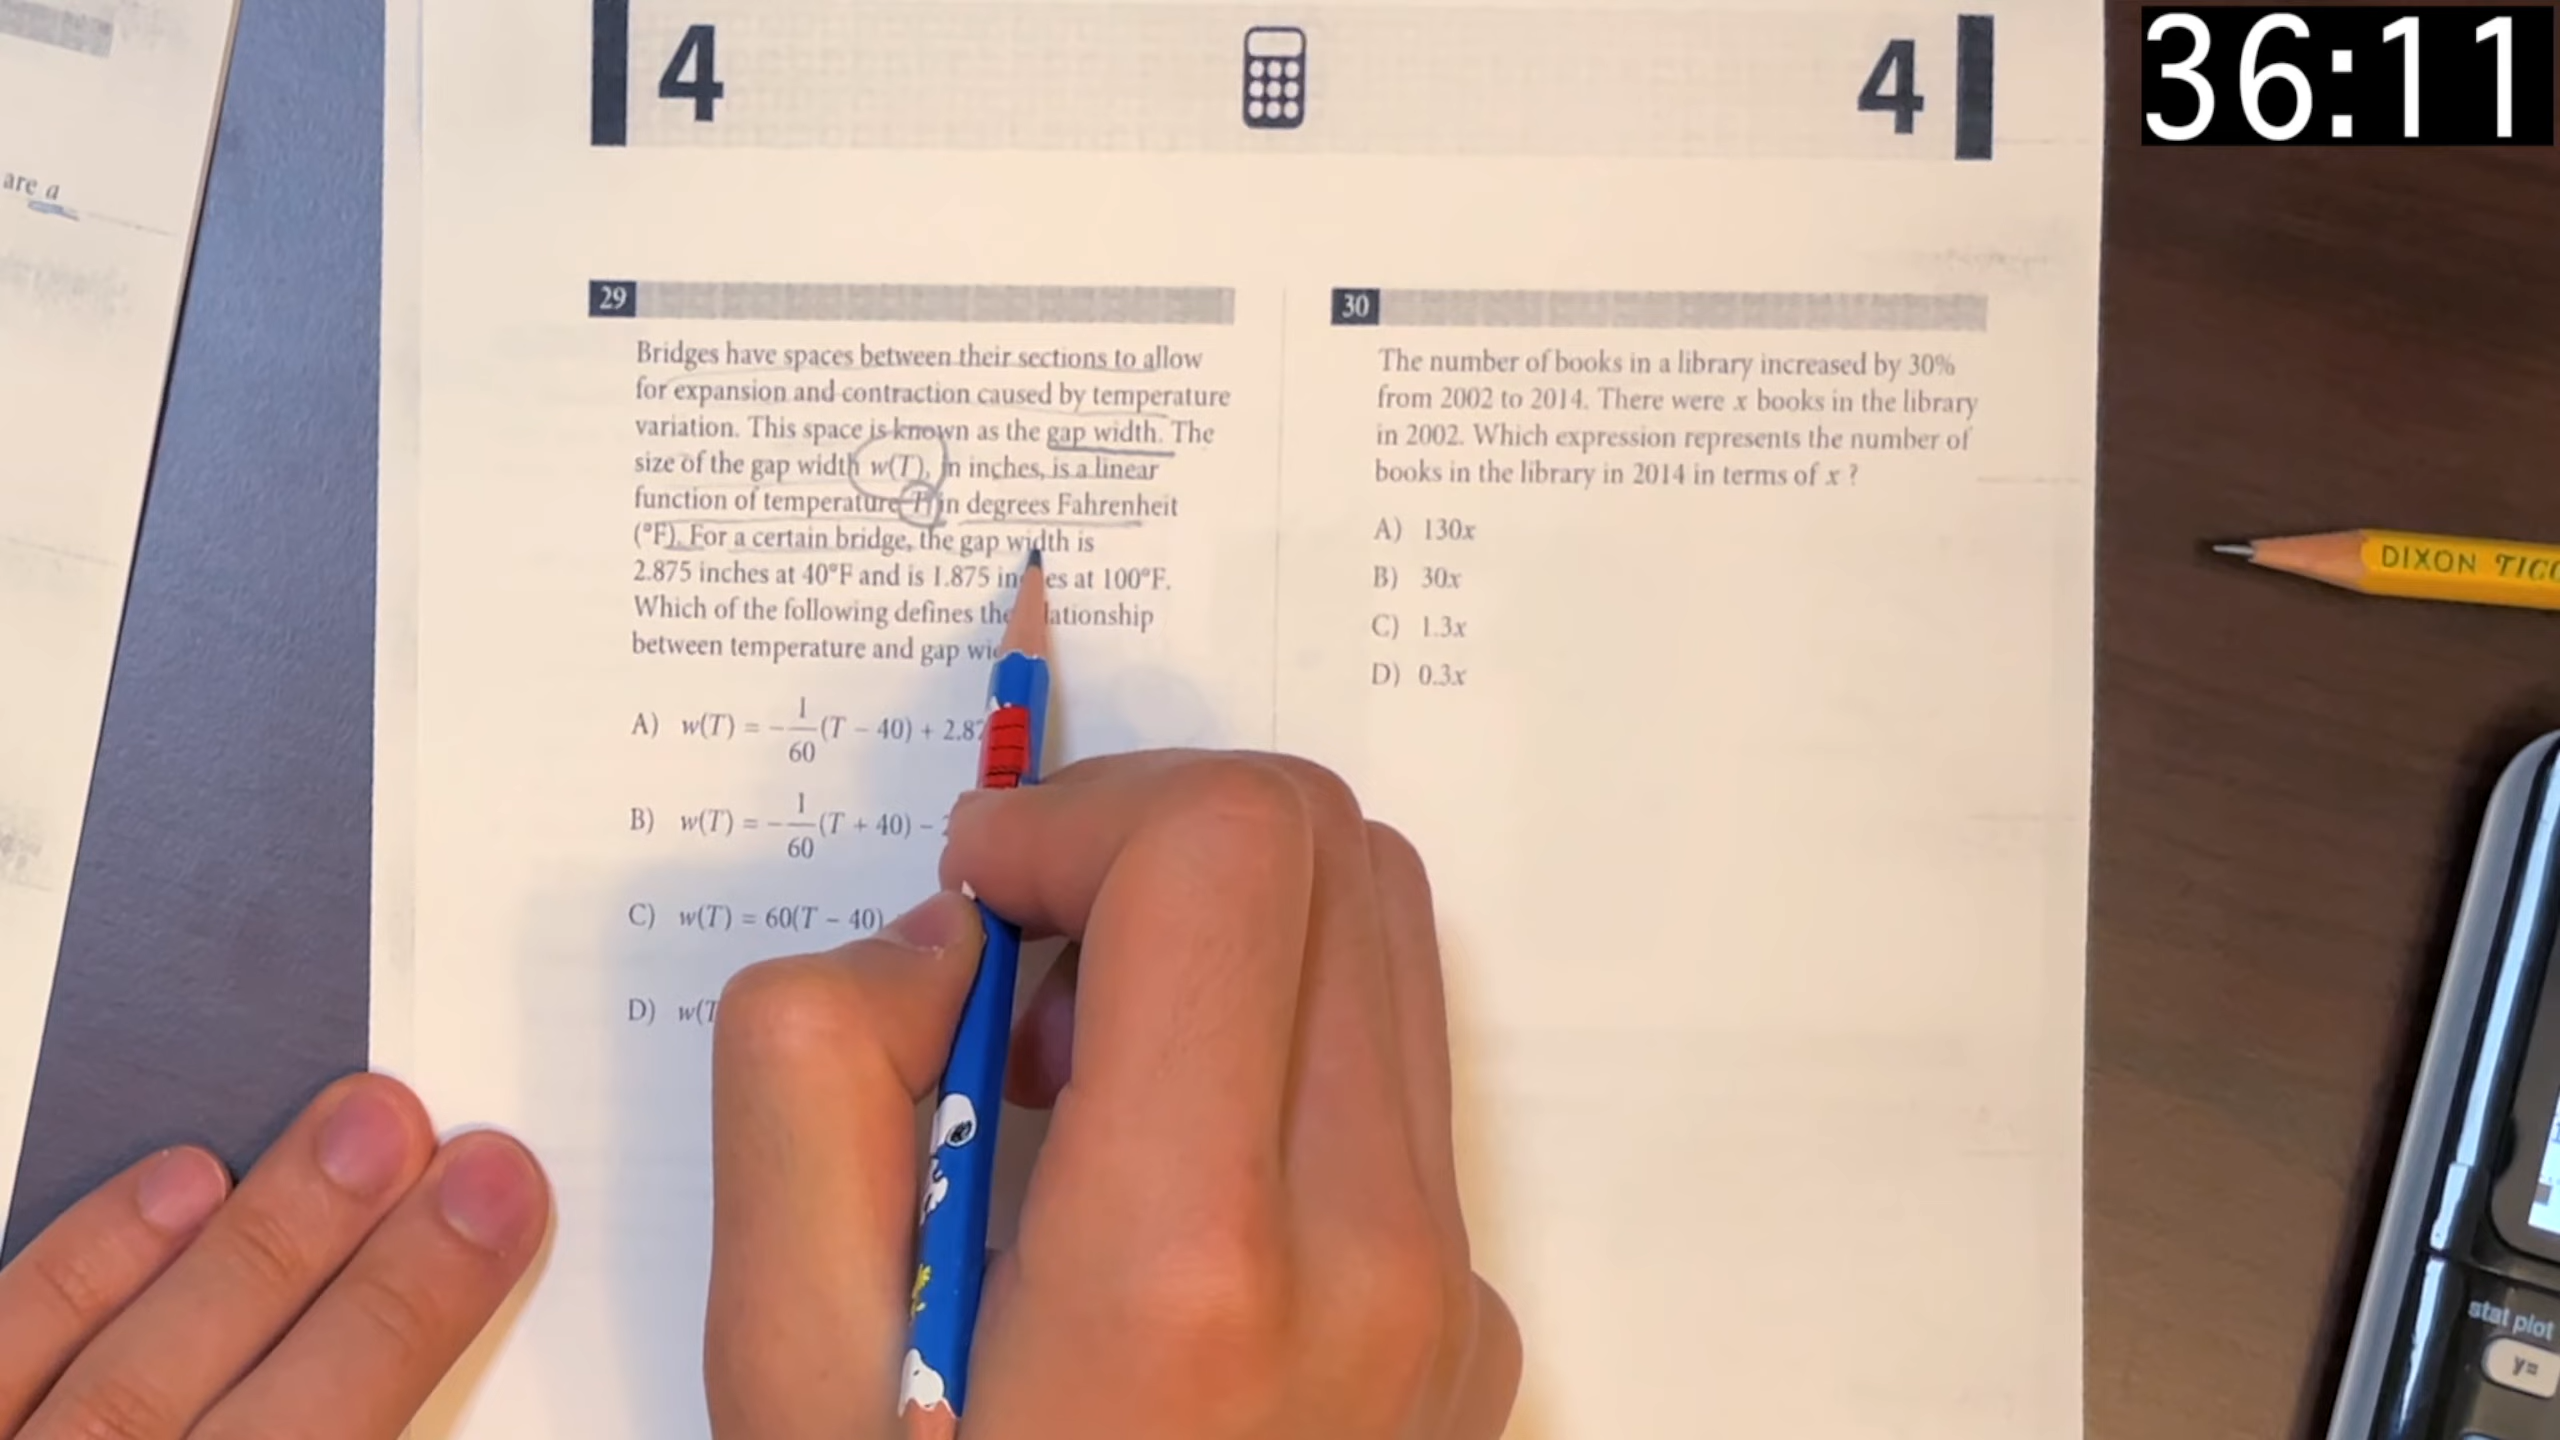 4
4
36:11
are a
29
Bridges have spaces between their sections to allow
for expansion and contraction caused by temperature
variation. This space is known as the gap width. The
size of the gap width w(T), in inches, is a linear
function of temperature T in degrees Fahrenheit
(°F). For a certain bridge, the gap width is
2.875 inches at 40°F and is 1.875 inches at 100°F.
Which of the following defines the relationship
between temperature and gap
A) w(T) = -1/60(T - 40) + 2.87
B) w(T) = -1/60(T + 40) -
C) w(T) = 60(T - 40)
D) w(T
30
The number of books in a library increased by 30%
from 2002 to 2014. There were x books in the library
in 2002. Which expression represents the number of
books in the library in 2014 in terms of x ?
A) 130x
B) 30x
C) 1.3x
D) 0.3x
DIXON TICO
stat plot
y=